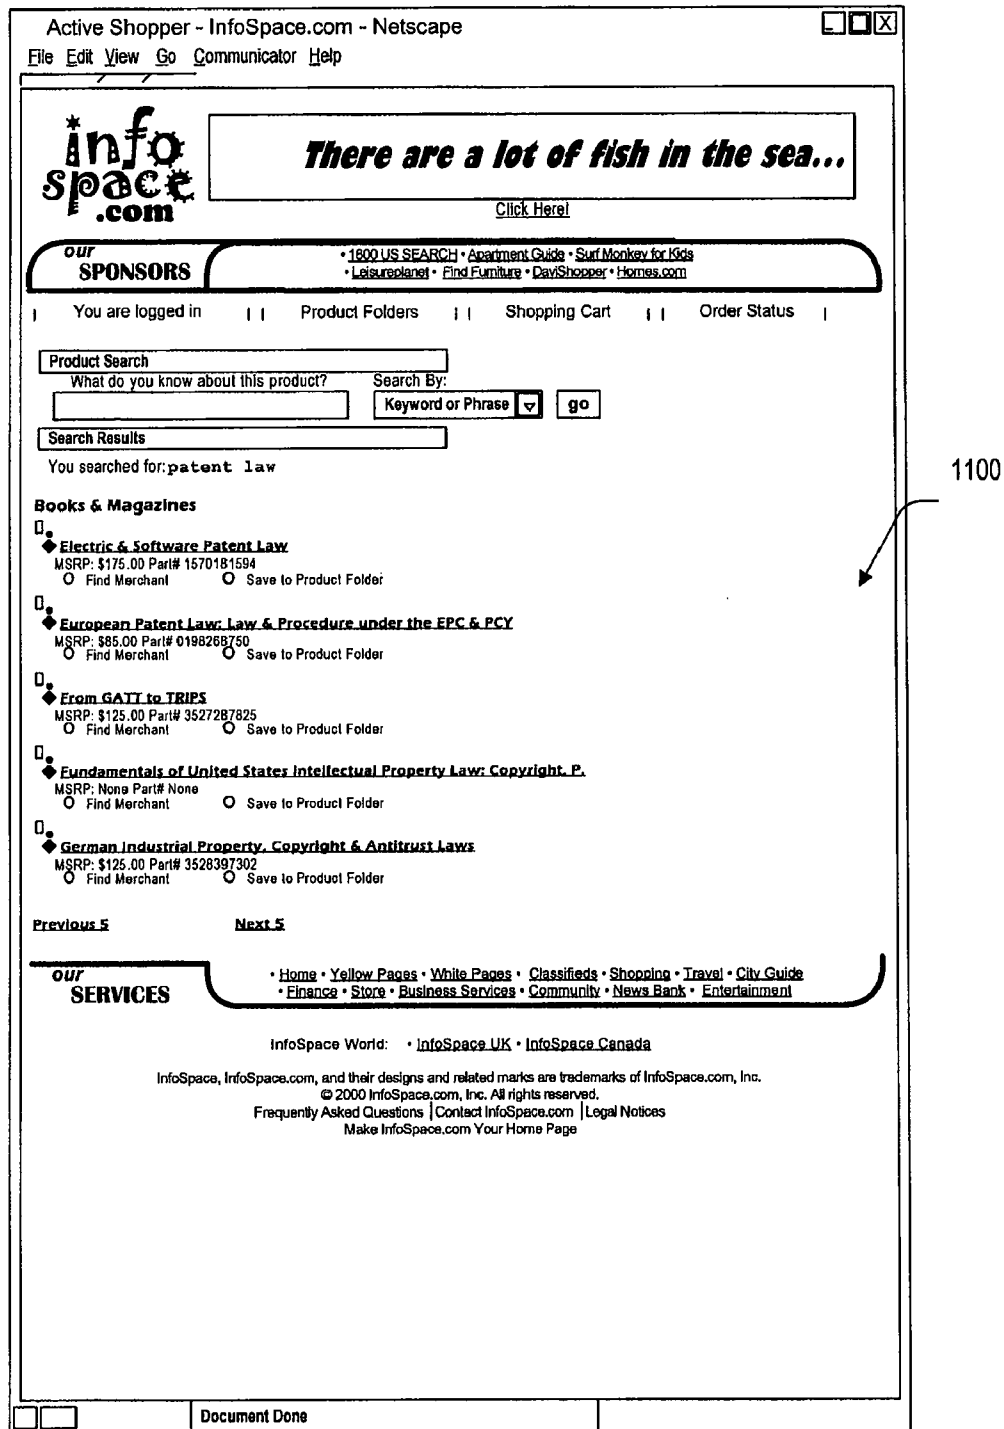 Active Shopper - InfoSpace.com - Netscape
File Edit View Go Communicator Help
info
space
.com
There are a lot of fish in the sea...
Click Here!
our
SPONSORS
• 1800 US SEARCH • Apartment Guide • Surf Monkey for Kids
• Leisureplanet • Find Furniture • DaviShopper • Homes.com
| You are logged in | | Product Folders | | Shopping Cart | | Order Status |
Product Search
What do you know about this product? Search By:
Keyword or Phrase go
Search Results
You searched for: patent law
1100
Books & Magazines
Electric & Software Patent Law
MSRP: $175.00 Part# 1570181594
Find Merchant Save to Product Folder
European Patent Law: Law & Procedure under the EPC & PCY
MSRP: $85.00 Part# 0198268750
Find Merchant Save to Product Folder
From GATT to TRIPS
MSRP: $125.00 Part# 3527287825
Find Merchant Save to Product Folder
Fundamentals of United States Intellectual Property Law: Copyright, P.
MSRP: None Part# None
Find Merchant Save to Product Folder
German Industrial Property, Copyright & Antitrust Laws
MSRP: $125.00 Part# 3528397302
Find Merchant Save to Product Folder
Previous 5 Next 5
our
SERVICES
• Home • Yellow Pages • White Pages • Classifieds • Shopping • Travel • City Guide
• Finance • Store • Business Services • Community • News Bank • Entertainment
InfoSpace World: • InfoSpace UK • InfoSpace Canada
InfoSpace, InfoSpace.com, and their designs and related marks are trademarks of InfoSpace.com, Inc.
© 2000 InfoSpace.com, Inc. All rights reserved.
Frequently Asked Questions | Contact InfoSpace.com | Legal Notices
Make InfoSpace.com Your Home Page
Document Done